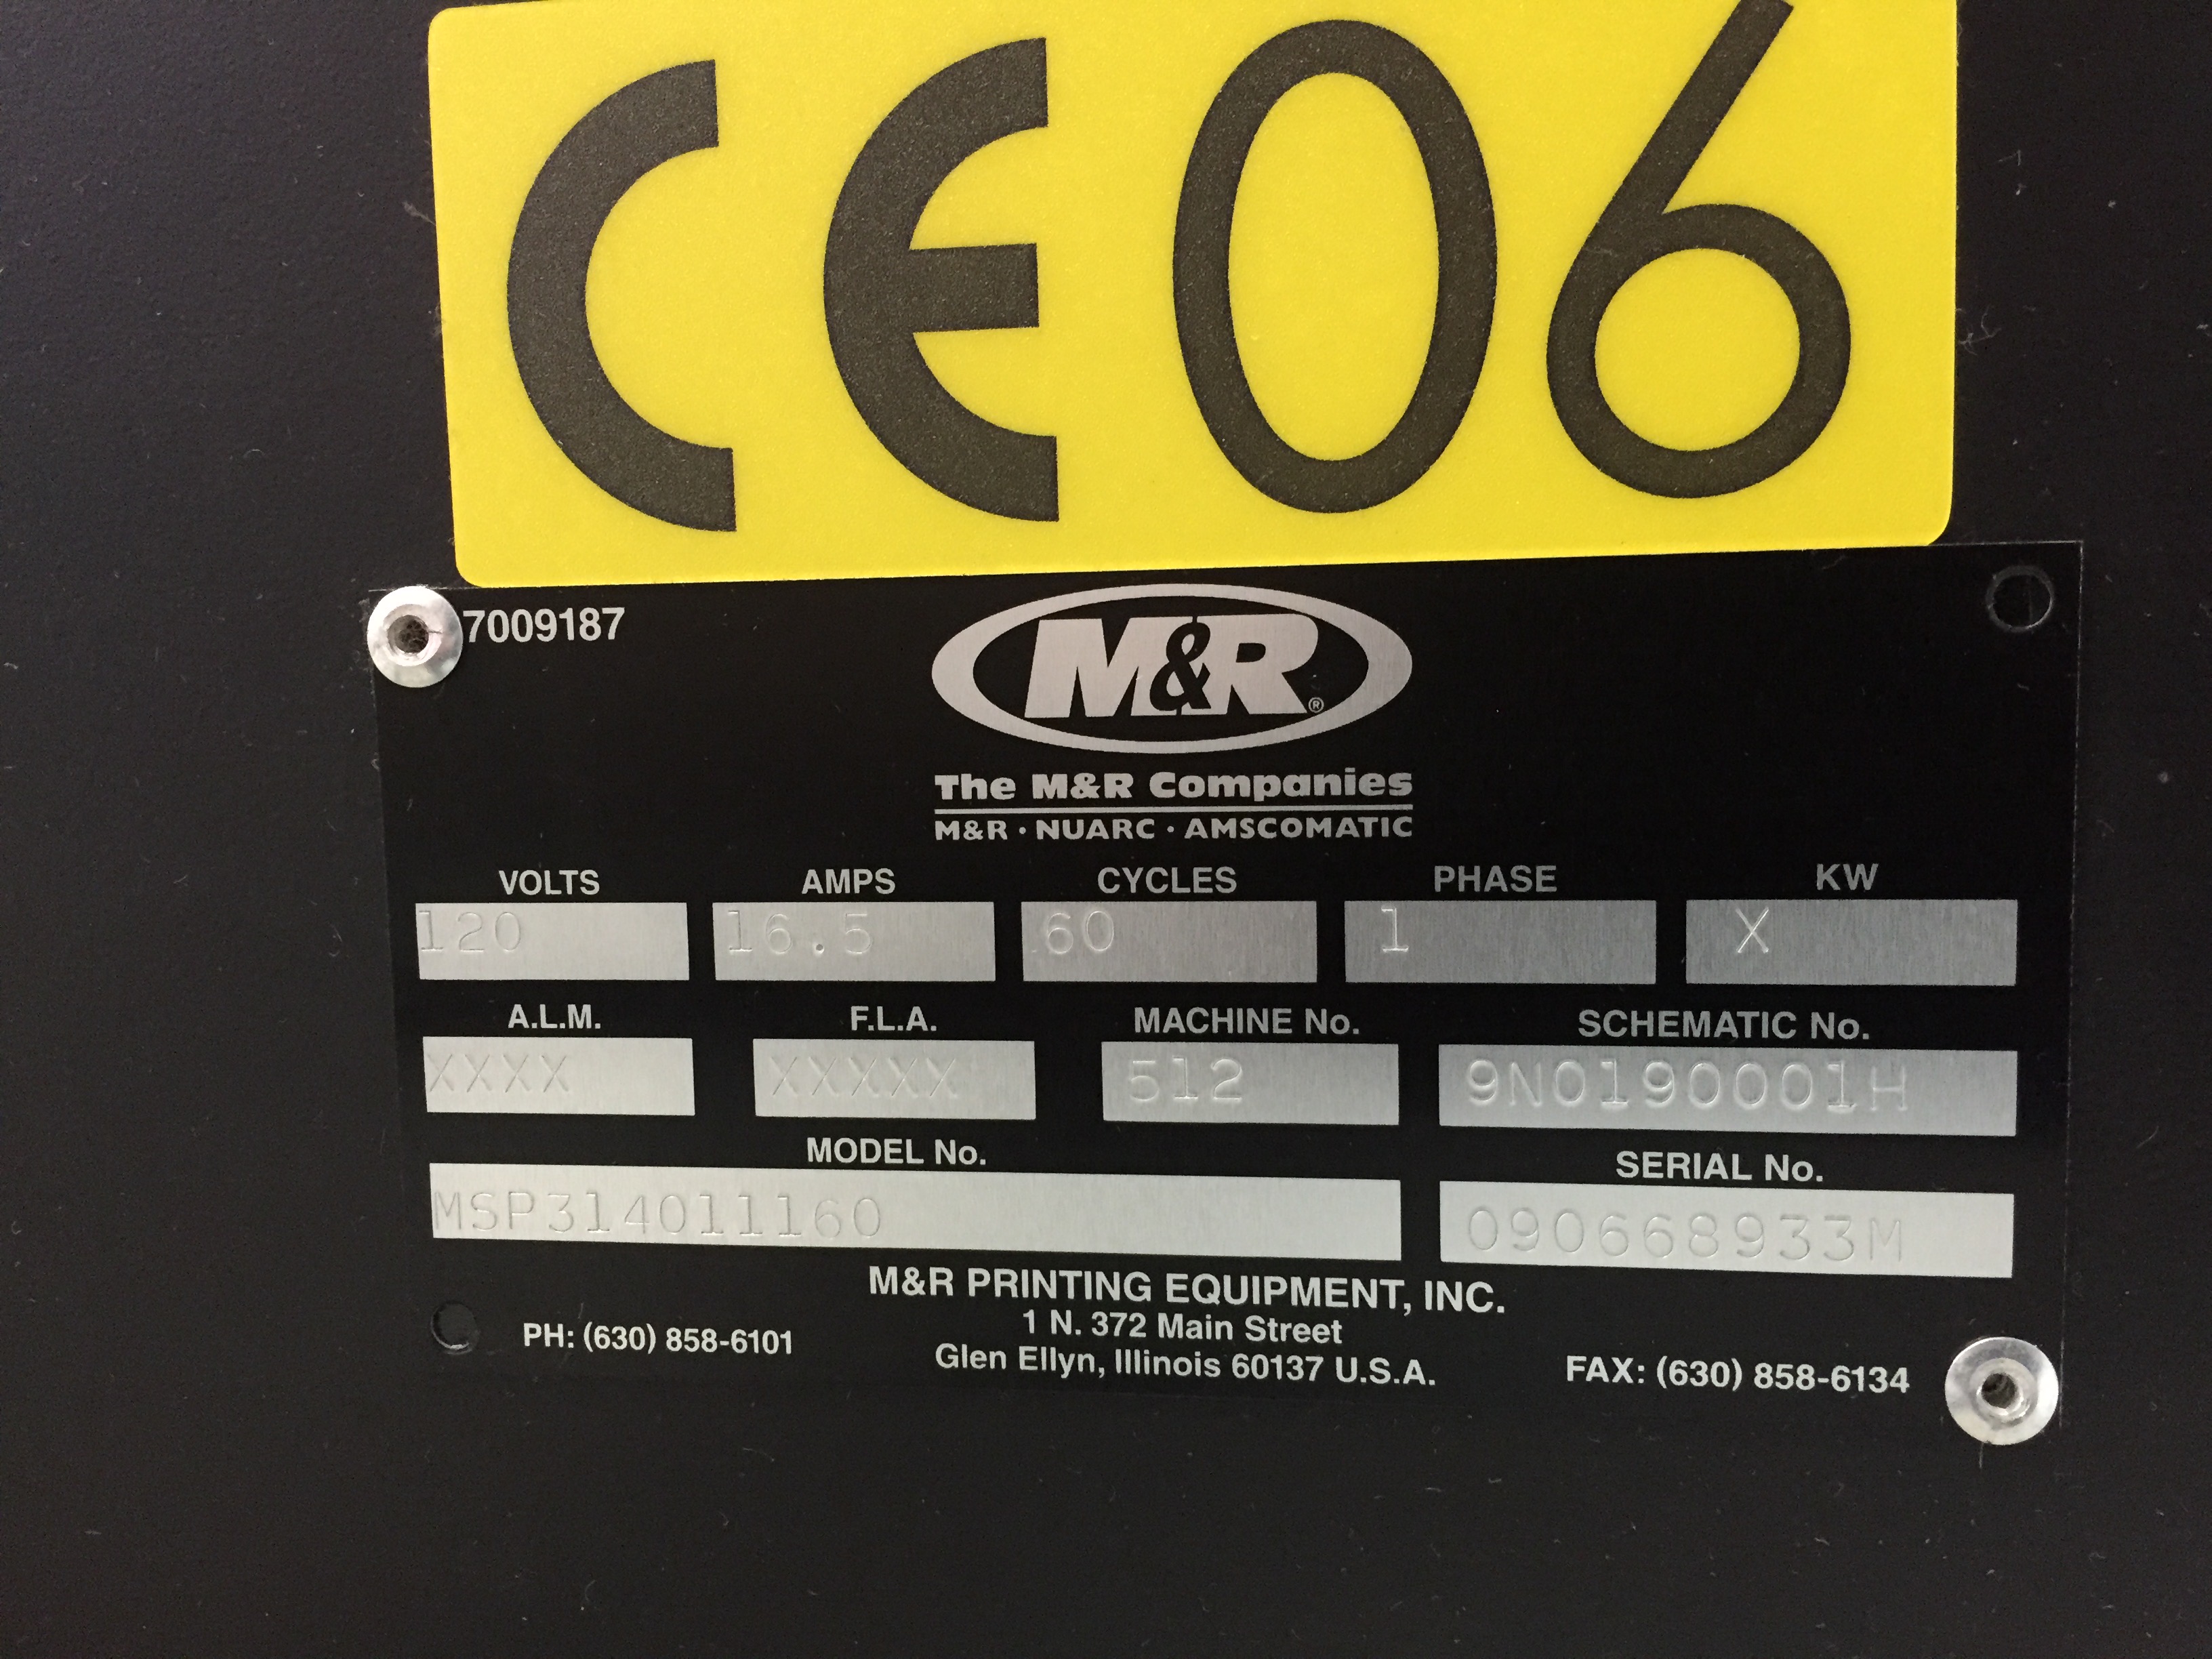 CE06
7009187
M&R®
The M&R Companies
M&R · NUARC · AMSCOMATIC
VOLTS AMPS CYCLES PHASE KW
120 16.5 60 1 X
A.L.M. F.L.A. MACHINE No. SCHEMATIC No.
XXXX XXXXX 512 9N0190001H
MODEL No. SERIAL No.
MSP314011160 090668933M
M&R PRINTING EQUIPMENT, INC.
1 N. 372 Main Street
PH: (630) 858-6101 Glen Ellyn, Illinois 60137 U.S.A. FAX: (630) 858-6134